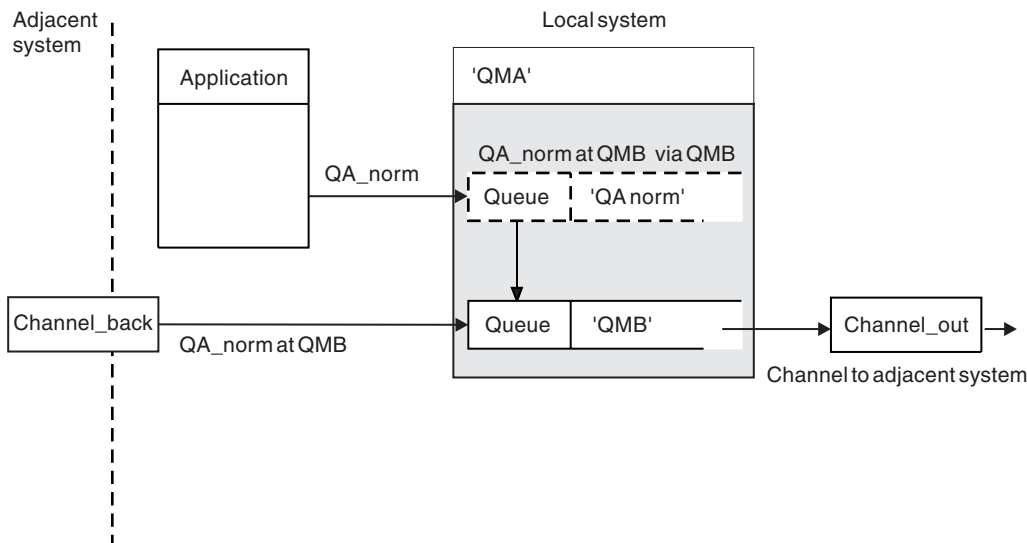 Adjacent
system
Local system
Application
'QMA'
QA_norm at QMB via QMB
QA_norm
Queue
'QA norm'
Channel_back
Queue
'QMB'
Channel_out
QA_norm at QMB
Channel to adjacent system